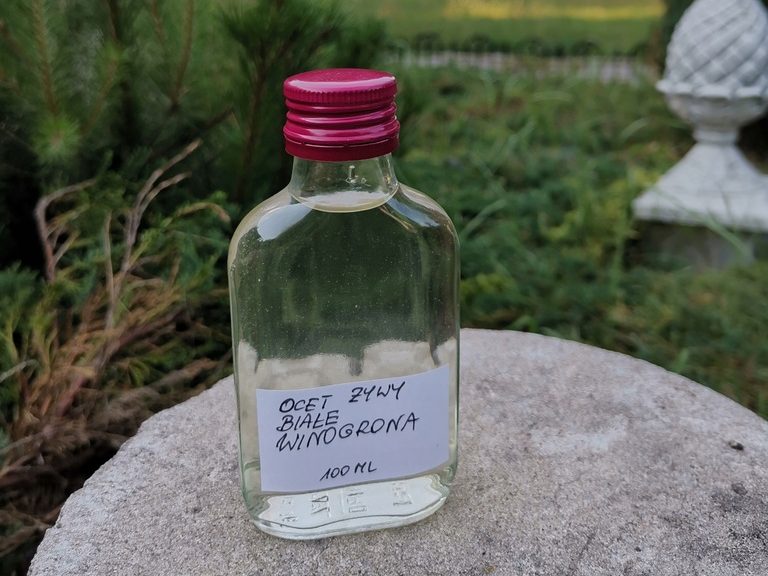 OCET ŻYWY
BIAŁE
WINOGRONA
100 ML